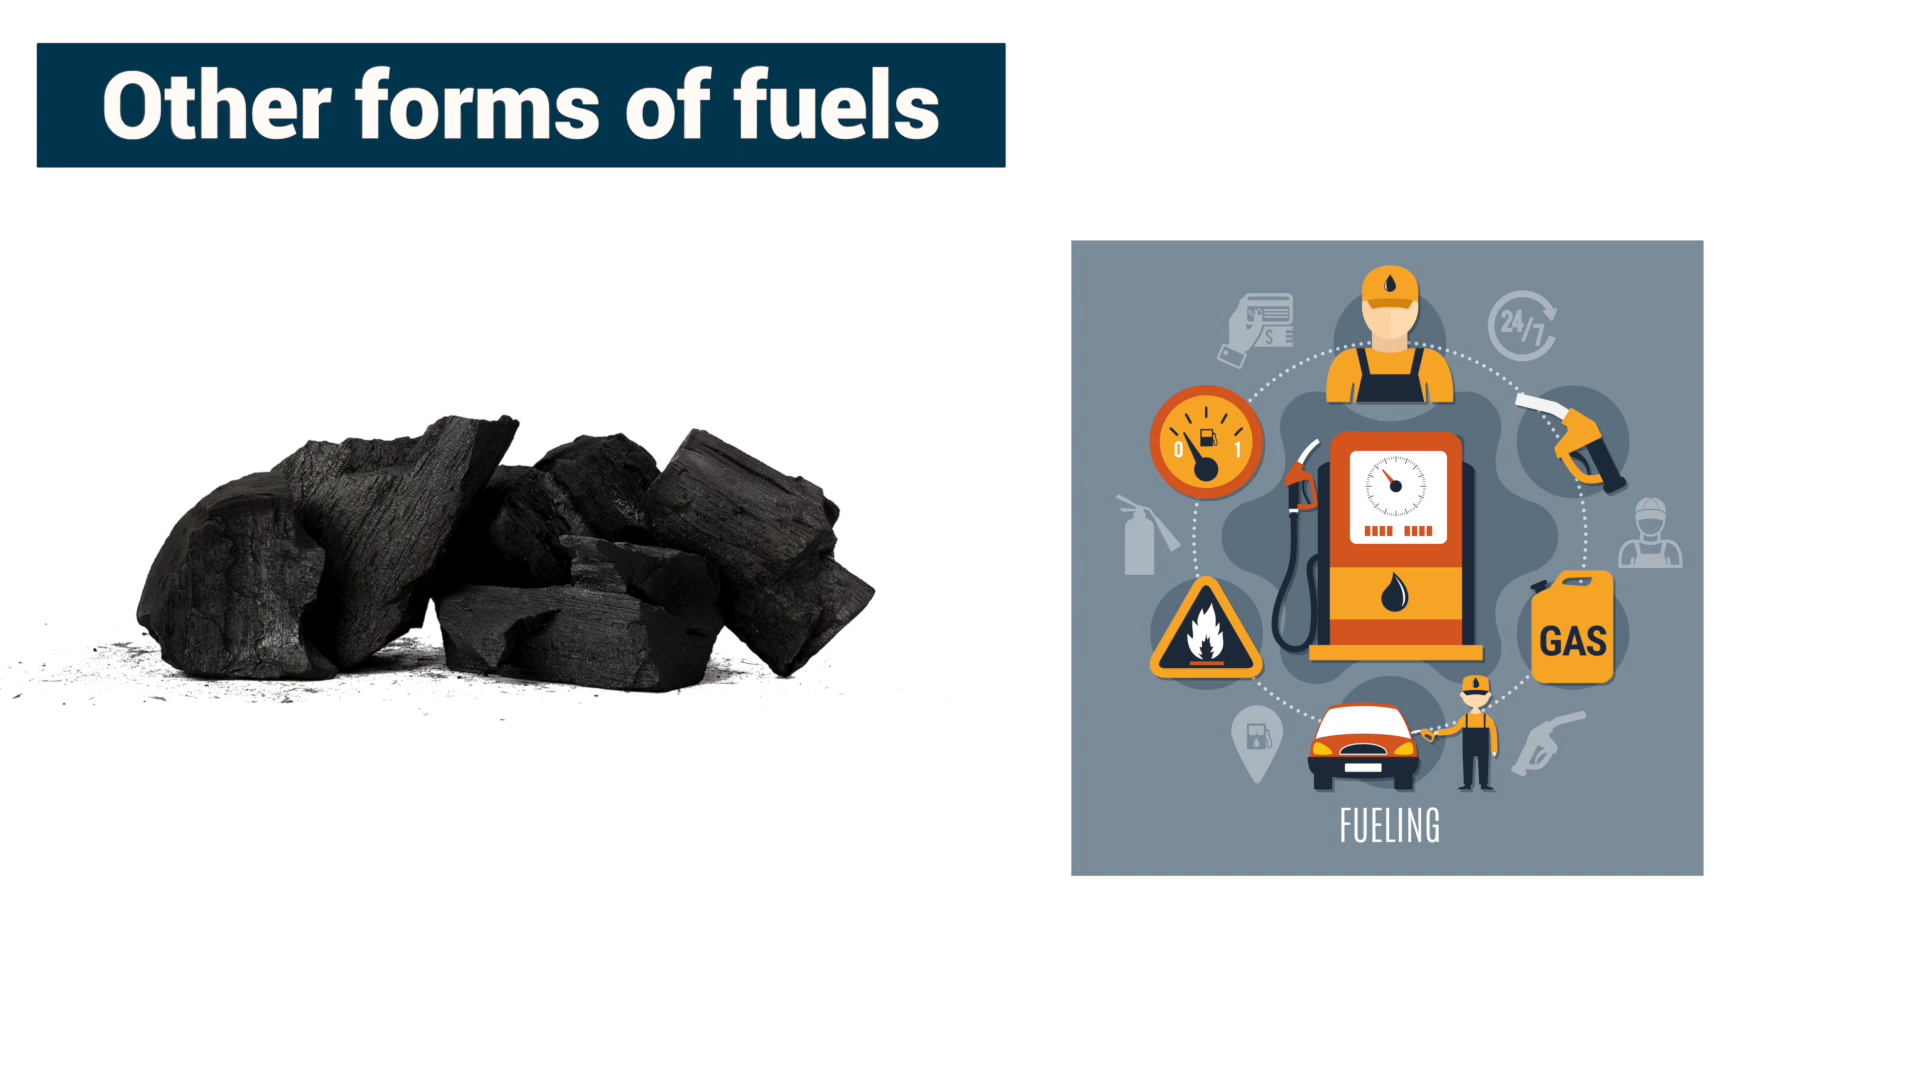 Other forms of fuels
$
24/7
0 1
GAS
FUELING